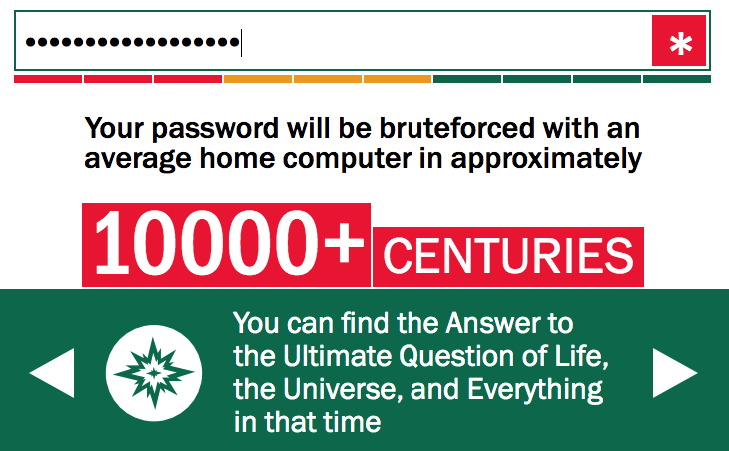 ••••••••••••••••••
*
Your password will be bruteforced with an
average home computer in approximately
10000+ CENTURIES
You can find the Answer to
the Ultimate Question of Life,
the Universe, and Everything
in that time